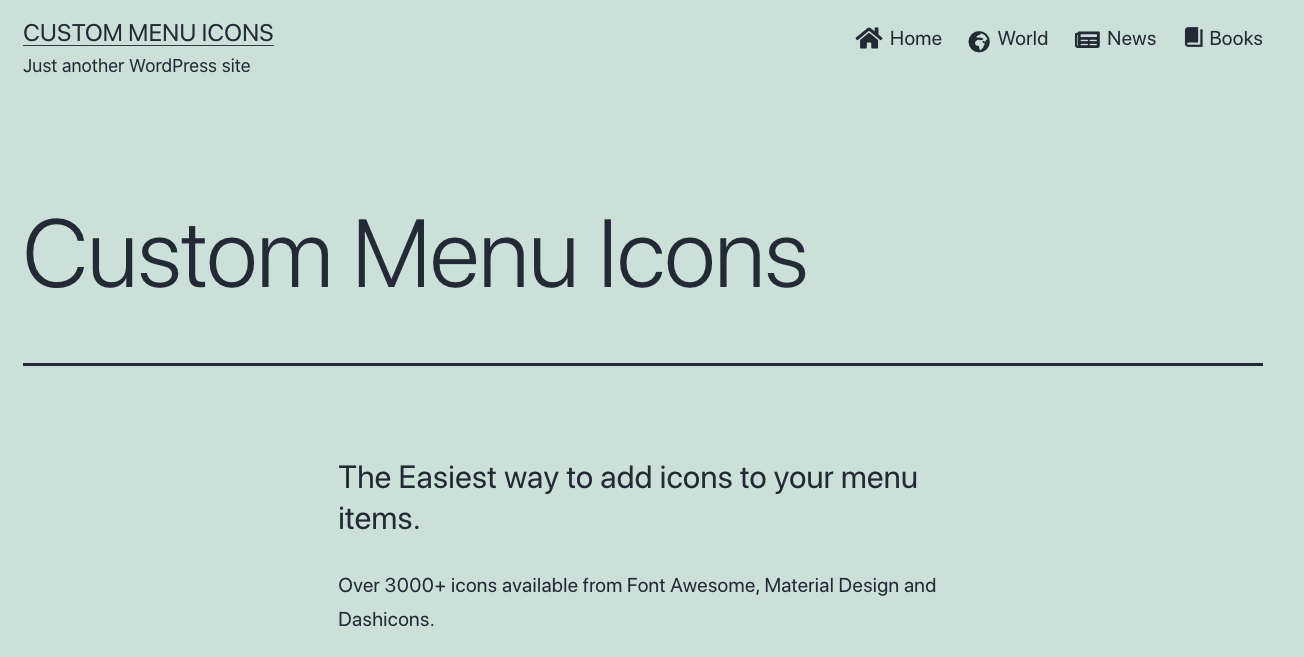 CUSTOM MENU ICONS
Just another WordPress site
Home World News Books
Custom Menu Icons
The Easiest way to add icons to your menu
items.
Over 3000+ icons available from Font Awesome, Material Design and
Dashicons.